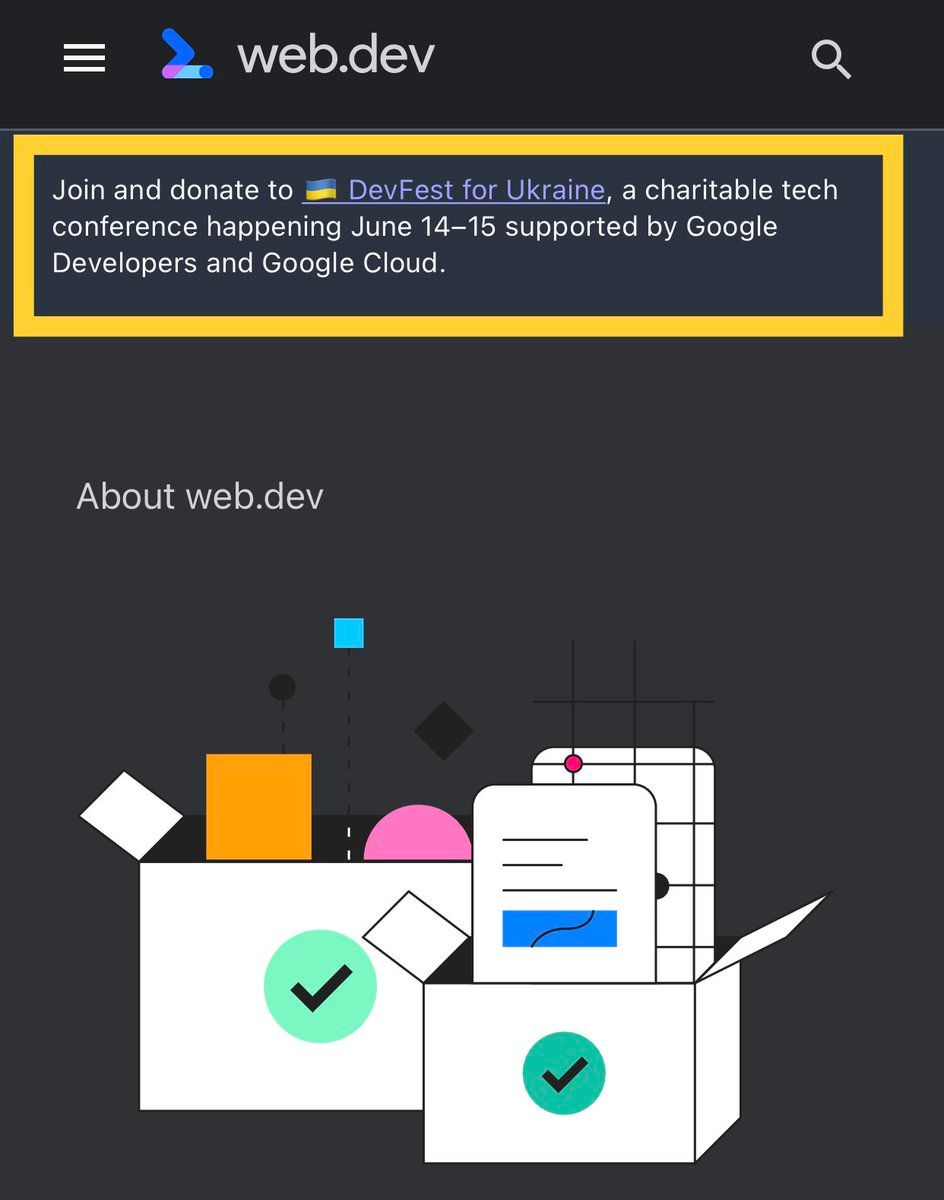 web.dev
Join and donate to 🇺🇦 DevFest for Ukraine, a charitable tech
conference happening June 14–15 supported by Google
Developers and Google Cloud.
About web.dev